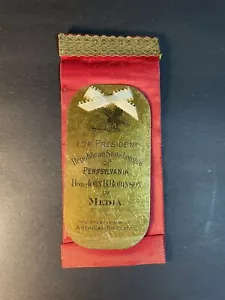 FOR PRESIDENT
Republican State League
OF
PENNSYLVANIA
HON. JOHN B. ROBINSON
OF
MEDIA.